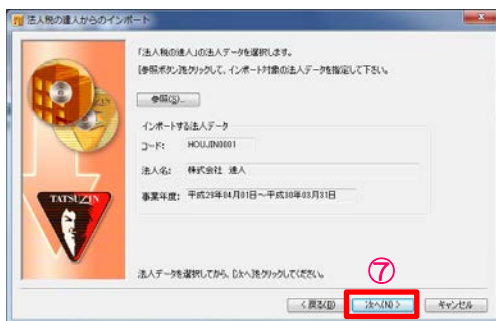 法人税の達人からのインポート
「法人税の達人」の法人データを選択します。
[参照ボタン]をクリックして、インポート対象の法人データを指定して下さい。
参照(S)...
インポートする法人データ
コード: HOUJIN0001
法人名: 株式会社 達人
事業年度: 平成29年04月01日～平成30年03月31日
TATSUZIN
法人データを選択してから、[次へ]をクリックしてください。
⑦
< 戻る(B)
次へ(N) >
キャンセル